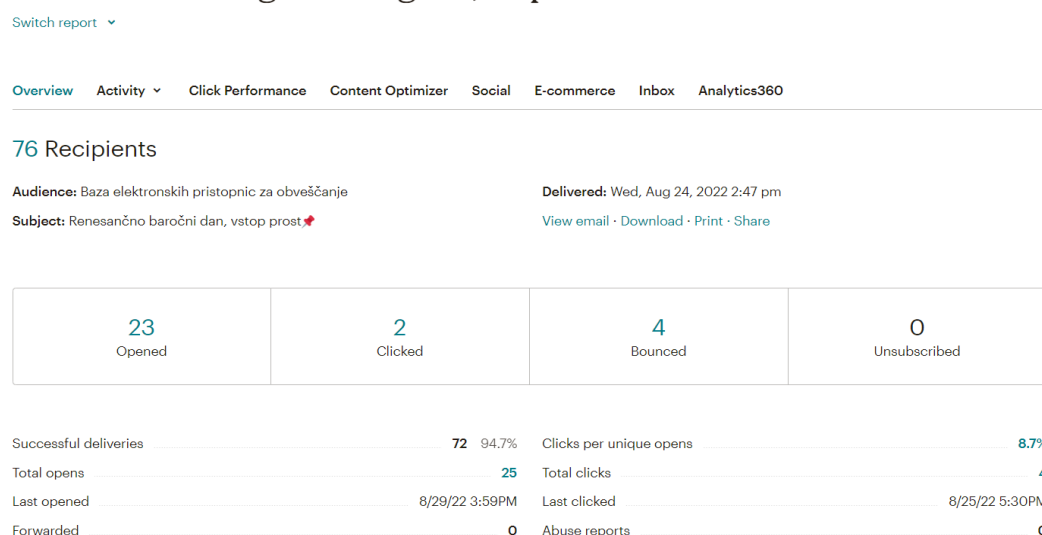 Switch report
Overview Activity Click Performance Content Optimizer Social E-commerce Inbox Analytics360
76 Recipients
Audience: Baza elektronskih pristopnic za obveščanje
Delivered: Wed, Aug 24, 2022 2:47 pm
Subject: Renesančno baročni dan, vstop prost📌
View email · Download · Print · Share
23
Opened
2
Clicked
4
Bounced
0
Unsubscribed
Successful deliveries 72 94.7%
Clicks per unique opens 8.7%
Total opens 25
Total clicks 4
Last opened 8/29/22 3:59PM
Last clicked 8/25/22 5:30PM
Forwarded 0
Abuse reports 0